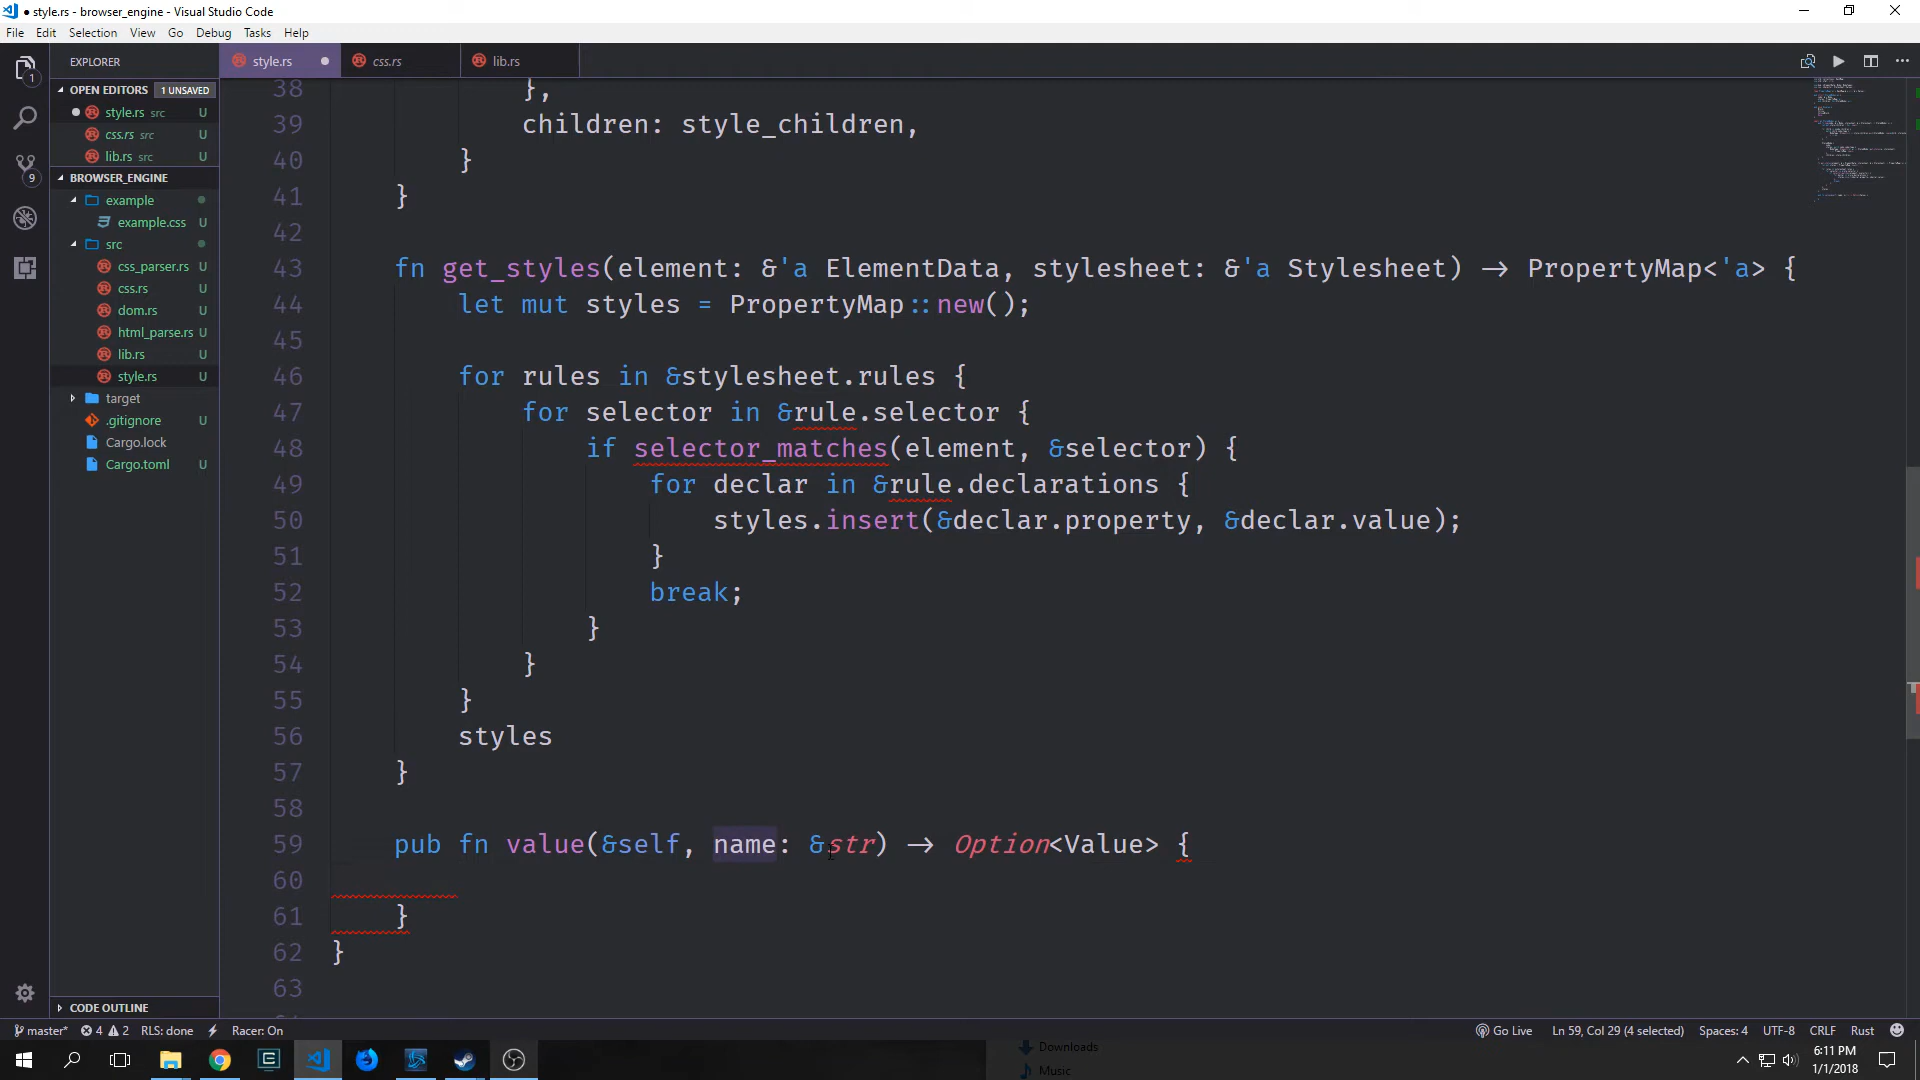 ● style.rs - browser_engine - Visual Studio Code
File Edit Selection View Go Debug Tasks Help
EXPLORER
style.rs ● css.rs lib.rs
OPEN EDITORS 1 UNSAVED
● style.rs src U
css.rs src U
lib.rs src U
BROWSER_ENGINE
example
example.css U
src
css_parser.rs U
css.rs U
dom.rs U
html_parse.rs U
lib.rs U
style.rs U
target
.gitignore U
Cargo.lock
Cargo.toml U
CODE OUTLINE
1
9
38 },
39 children: style_children,
40 }
41 }
42
43 fn get_styles(element: &'a ElementData, stylesheet: &'a Stylesheet) → PropertyMap<'a> {
44 let mut styles = PropertyMap::new();
45
46 for rules in &stylesheet.rules {
47 for selector in &rule.selector {
48 if selector_matches(element, &selector) {
49 for declar in &rule.declarations {
50 styles.insert(&declar.property, &declar.value);
51 }
52 break;
53 }
54 }
55 }
56 styles
57 }
58
59 pub fn value(&self, name: &str) → Option<Value> {
60
61 }
62 }
63
master* 4 2 RLS: done Racer: On
Go Live Ln 59, Col 29 (4 selected) Spaces: 4 UTF-8 CRLF Rust
Downloads
Music
6:11 PM
1/1/2018